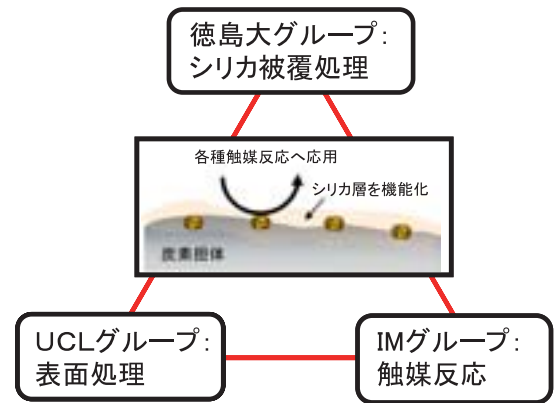 徳島大グループ:
シリカ被覆処理
各種触媒反応へ応用
シリカ層を機能化
炭素担体
UCLグループ:
表面処理
IMグループ:
触媒反応